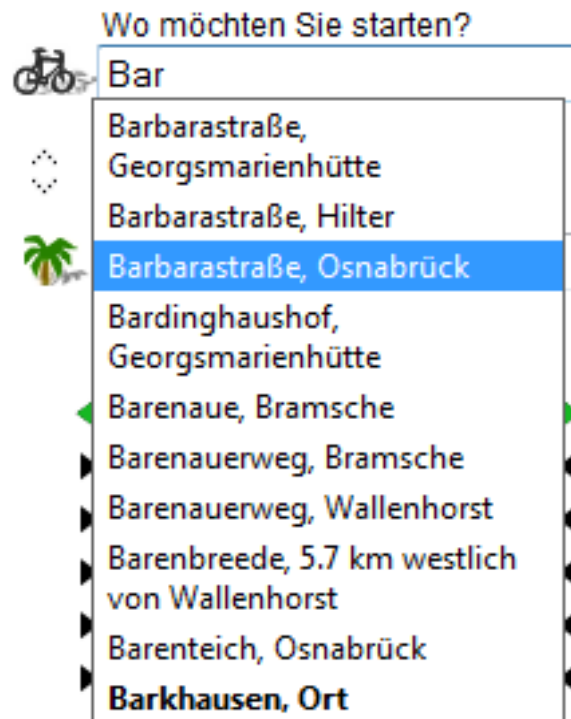 Wo möchten Sie starten?
Bar
Barbarastraße,
Georgsmarienhütte
Barbarastraße, Hilter
Barbarastraße, Osnabrück
Bardinghaushof,
Georgsmarienhütte
Barenaue, Bramsche
Barenauerweg, Bramsche
Barenauerweg, Wallenhorst
Barenbreede, 5.7 km westlich
von Wallenhorst
Barenteich, Osnabrück
Barkhausen, Ort